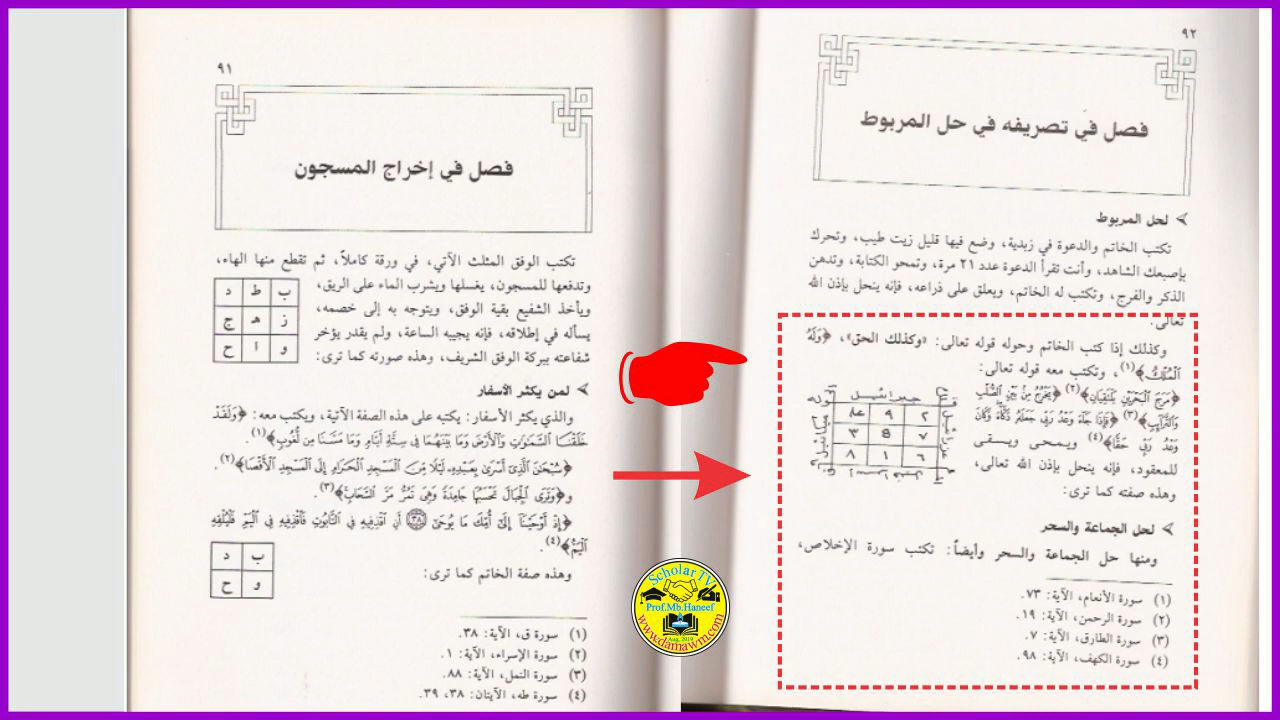 ٩٢
فصل في تصريفه في حل المربوط
لحل المربوط
تكتب الخاتم والدعوة في زبدية، وضع فيها قليل زيت طيب، وتحرك
بإصبعك الشاهد، وأنت تقرأ الدعوة عدد ٢١ مرة، وتمحو الكتابة، وتدهن
الذكر والفرج، وتكتب له الخاتم، ويعلق على ذراعه، فإنه ينحل بإذن الله
تعالى.
وكذلك إذا كتب الخاتم وحوله قوله تعالى: «وكذلك الحق»، ﴿وَلَهُ
الْمُلْكُ﴾(١)، وتكتب معه قوله تعالى:
﴿مَرَجَ الْبَحْرَيْنِ يَلْتَقِيَانِ﴾(٢) ﴿يَخْرُجُ مِنْ بَيْنِ الصُّلْبِ
وَالتَّرَائِبِ﴾(٣) ﴿فَإِذَا جَاءَ وَعْدُ رَبِّي جَعَلَهُ دَكَّاءَ وَكَانَ
وَعْدُ رَبِّي حَقًّا﴾(٤) ويمحى ويسقى
للمعقود، فإنه ينحل بإذن الله تعالى،
وهذه صفته كما ترى:
لحل الجماعة والسحر
ومنها حل الجماعة والسحر وأيضاً: تكتب سورة الإخلاص،
(١) سورة الأنعام، الآية: ٧٣.
(٢) سورة الرحمن، الآية: ١٩.
(٣) سورة الطارق، الآية: ٧.
(٤) سورة الكهف، الآية: ٩٨.
٩١
فصل في إخراج المسجون
تكتب الوفق المثلث الآتي، في ورقة كاملاً، ثم تقطع منها الهاء،
وتدفعها للمسجون، يغسلها ويشرب الماء على الريق،
ويأخذ الشفيع بقية الوفق، ويتوجه به إلى خصمه،
يسأله في إطلاقه، فإنه يجيبه الساعة، ولم يقدر يؤخر
شفاعته ببركة الوفق الشريف، وهذه صورته كما ترى:
ب ط د
ز هـ ج
و ا ح
لمن يكثر الأسفار
والذي يكثر الأسفار: يكتبه على هذه الصفة الآتية، ويكتب معه: ﴿وَلَقَدْ
خَلَقْنَا السَّمَاوَاتِ وَالْأَرْضَ وَمَا بَيْنَهُمَا فِي سِتَّةِ أَيَّامٍ وَمَا مَسَّنَا مِنْ لُغُوبٍ﴾(١).
﴿سُبْحَانَ الَّذِي أَسْرَى بِعَبْدِهِ لَيْلًا مِنَ الْمَسْجِدِ الْحَرَامِ إِلَى الْمَسْجِدِ الْأَقْصَا﴾(٢).
و﴿وَتَرَى الْجِبَالَ تَحْسَبُهَا جَامِدَةً وَهِيَ تَمُرُّ مَرَّ السَّحَابِ﴾(٣).
﴿إِذْ أَوْحَيْنَا إِلَى أُمِّكَ مَا يُوحَى ٣٨ أَنِ اقْذِفِيهِ فِي التَّابُوتِ فَاقْذِفِيهِ فِي الْيَمِّ فَلْيُلْقِهِ
الْيَمُّ﴾(٤).
وهذه صفة الخاتم كما ترى:
ب د
و ح
(١) سورة ق، الآية: ٣٨.
(٢) سورة الإسراء، الآية: ١.
(٣) سورة النمل، الآية: ٨٨.
(٤) سورة طه، الآيتان: ٣٨، ٣٩.
Scholar TV
Prof.Mb.Haneef
Aug, 2019
www.damawm.com